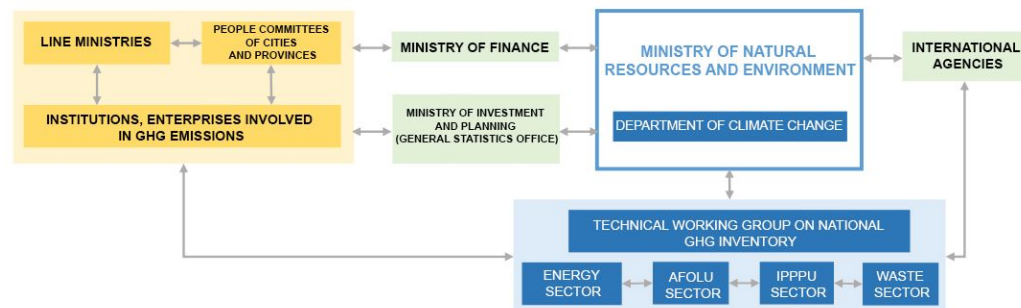 LINE MINISTRIES
PEOPLE COMMITTEES
OF CITIES
AND PROVINCES
INSTITUTIONS, ENTERPRISES INVOLVED
IN GHG EMISSIONS
MINISTRY OF FINANCE
MINISTRY OF INVESTMENT
AND PLANNING
(GENERAL STATISTICS OFFICE)
MINISTRY OF NATURAL
RESOURCES AND ENVIRONMENT
DEPARTMENT OF CLIMATE CHANGE
INTERNATIONAL
AGENCIES
TECHNICAL WORKING GROUP ON NATIONAL
GHG INVENTORY
ENERGY
SECTOR
AFOLU
SECTOR
IPPPU
SECTOR
WASTE
SECTOR